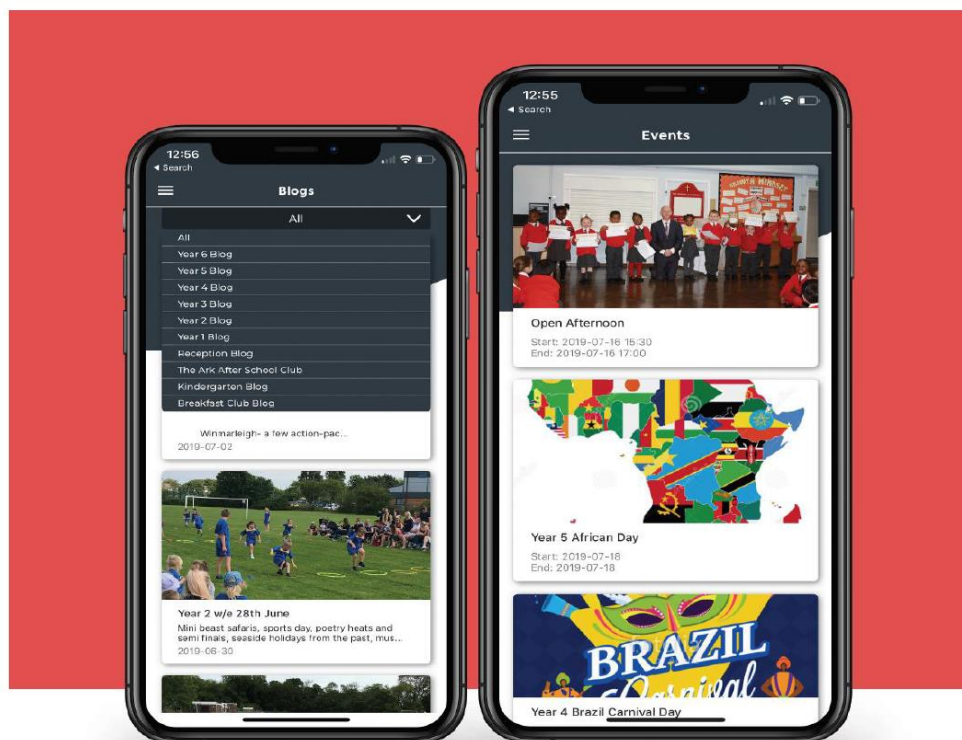 12:56
Search
Blogs
All
All
Year 6 Blog
Year 5 Blog
Year 4 Blog
Year 3 Blog
Year 2 Blog
Year 1 Blog
Reception Blog
The Ark After School Club
Kindergarten Blog
Breakfast Club Blog
Winmarleigh- a few action-pac...
2019-07-02
Year 2 w/e 28th June
Mini beast safaris, sports day, poetry heats and
semi finals, seaside holidays from the past, mus...
2019-06-30
12:55
Search
Events
GROWTH MINDSET
Open Afternoon
Start: 2019-07-16 15:30
End: 2019-07-16 17:00
Year 5 African Day
Start: 2019-07-18
End: 2019-07-18
BRAZIL
Carnival
Year 4 Brazil Carnival Day